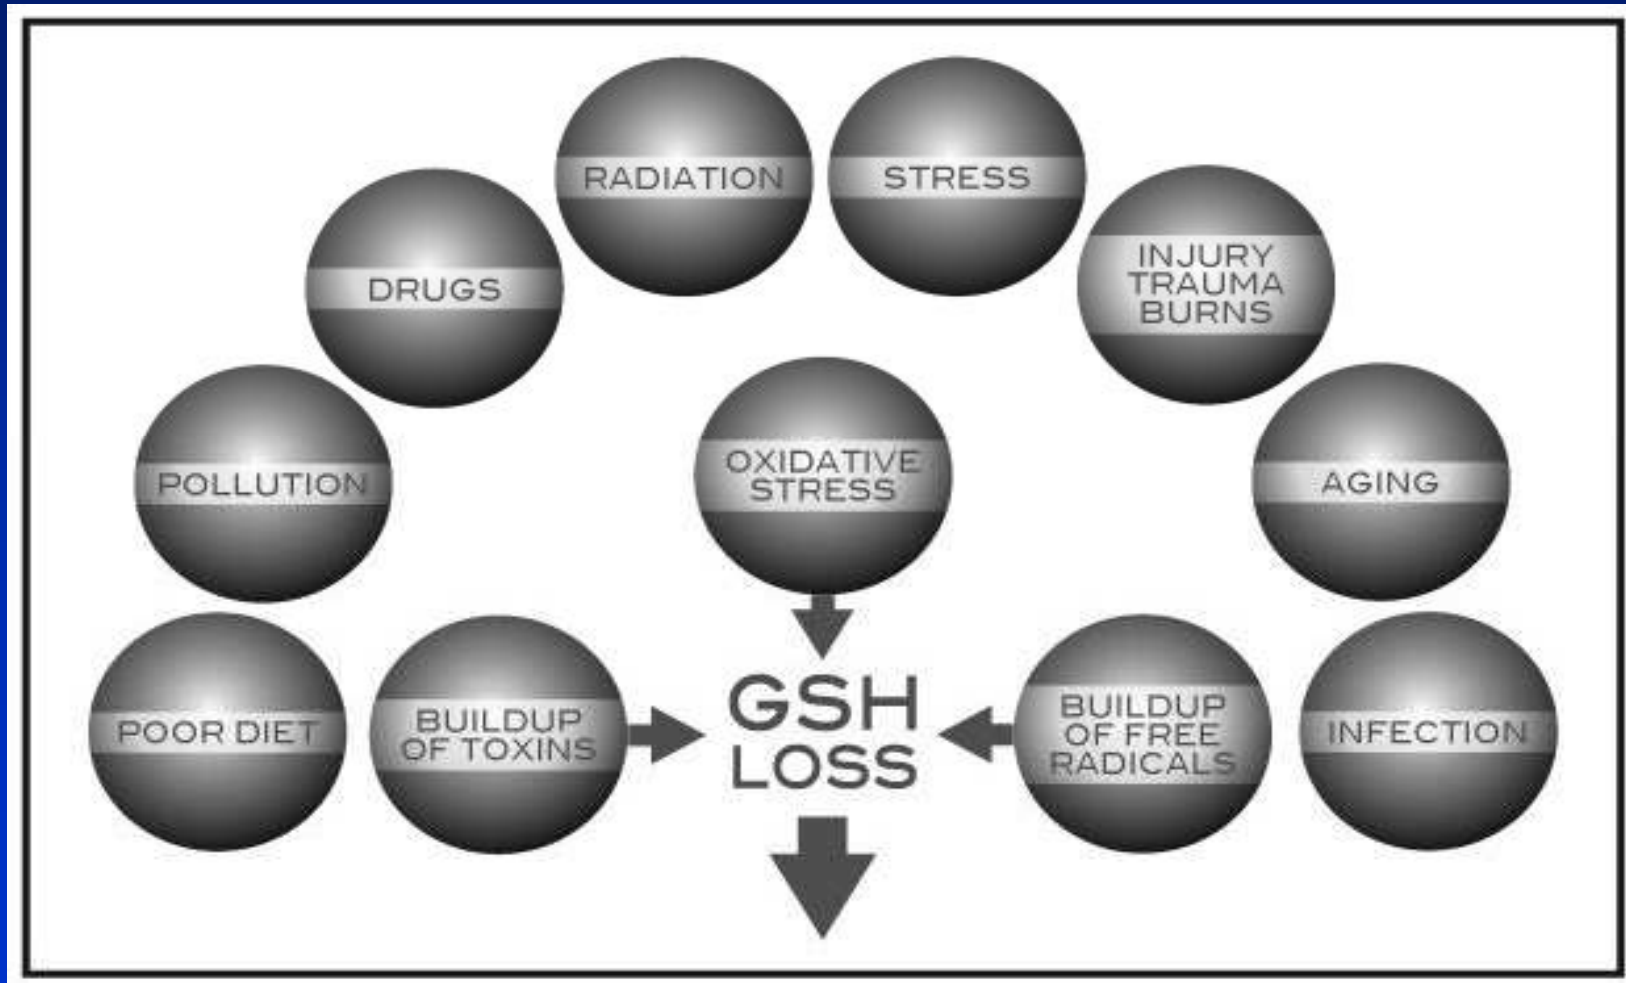 RADIATION
STRESS
DRUGS
INJURY
TRAUMA
BURNS
POLLUTION
OXIDATIVE
STRESS
AGING
POOR DIET
BUILDUP
OF TOXINS
GSH
LOSS
BUILDUP
OF FREE
RADICALS
INFECTION